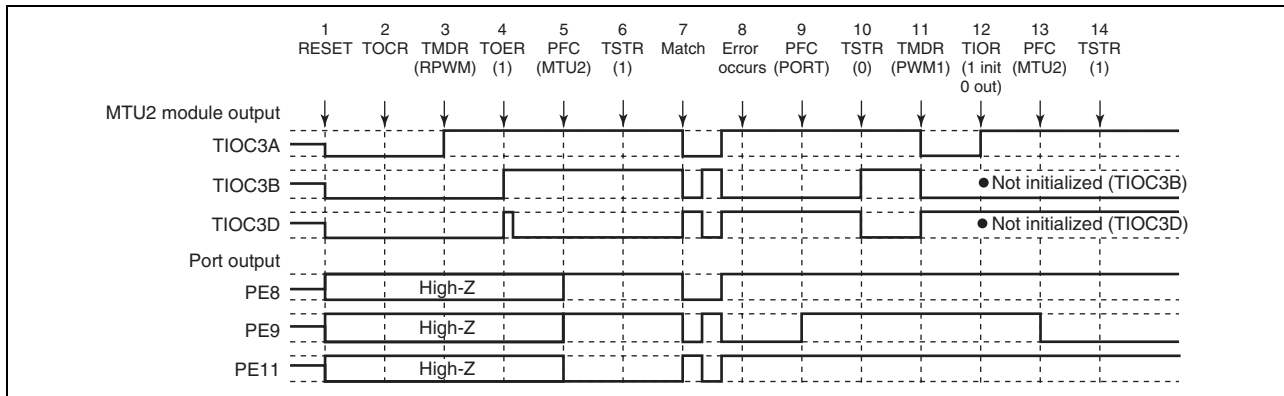 1 2 3 4 5 6 7 8 9 10 11 12 13 14
RESET TOCR TMDR TOER PFC TSTR Match Error PFC TSTR TMDR TIOR PFC TSTR
(RPWM) (1) (MTU2) (1) occurs (PORT) (0) (PWM1) (1 init (MTU2) (1)
0 out)
MTU2 module output
TIOC3A
TIOC3B ● Not initialized (TIOC3B)
TIOC3D ● Not initialized (TIOC3D)
Port output
PE8 High-Z
PE9 High-Z
PE11 High-Z